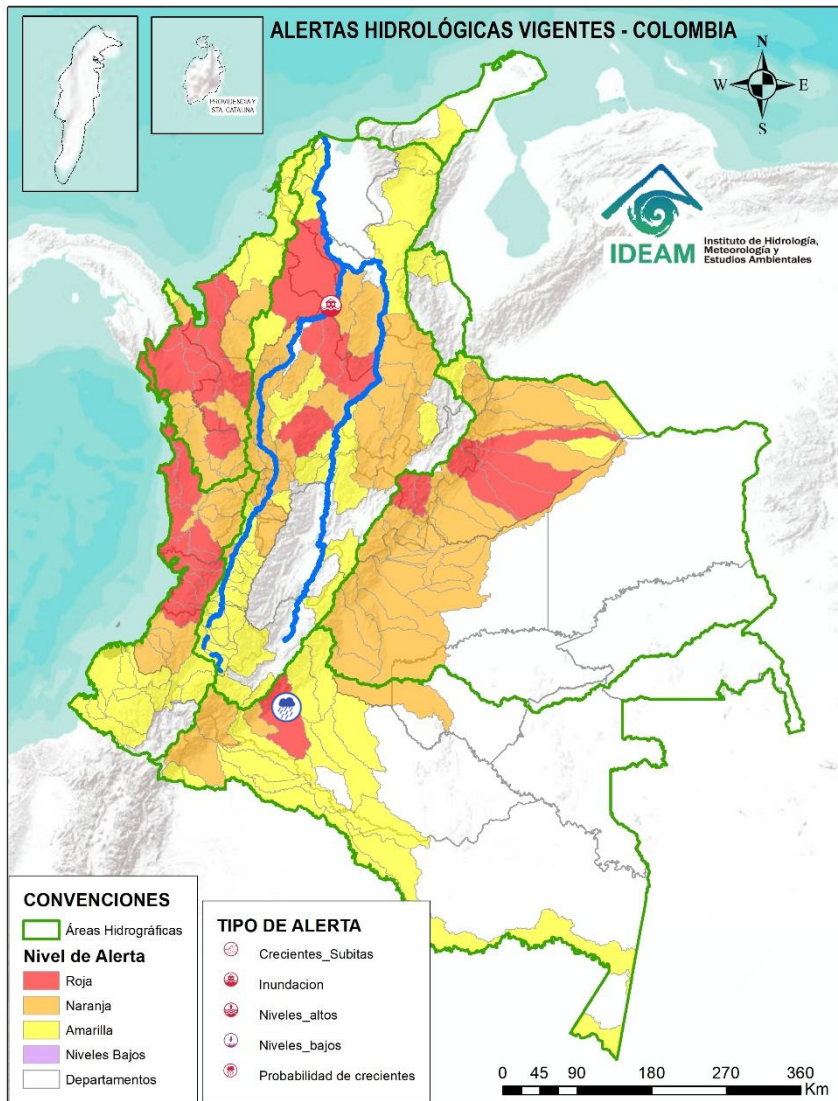 ALERTAS HIDROLÓGICAS VIGENTES - COLOMBIA
PROVIDENCIA Y
STA. CATALINA
N
W
E
S
IDEAM
Instituto de Hidrología,
Meteorología y
Estudios Ambientales
CONVENCIONES
Áreas Hidrográficas
Nivel de Alerta
Roja
Naranja
Amarilla
Niveles Bajos
Departamentos
TIPO DE ALERTA
Crecientes_Subitas
Inundacion
Niveles_altos
Niveles_bajos
Probabilidad de crecientes
0 45 90 180 270 360
Km